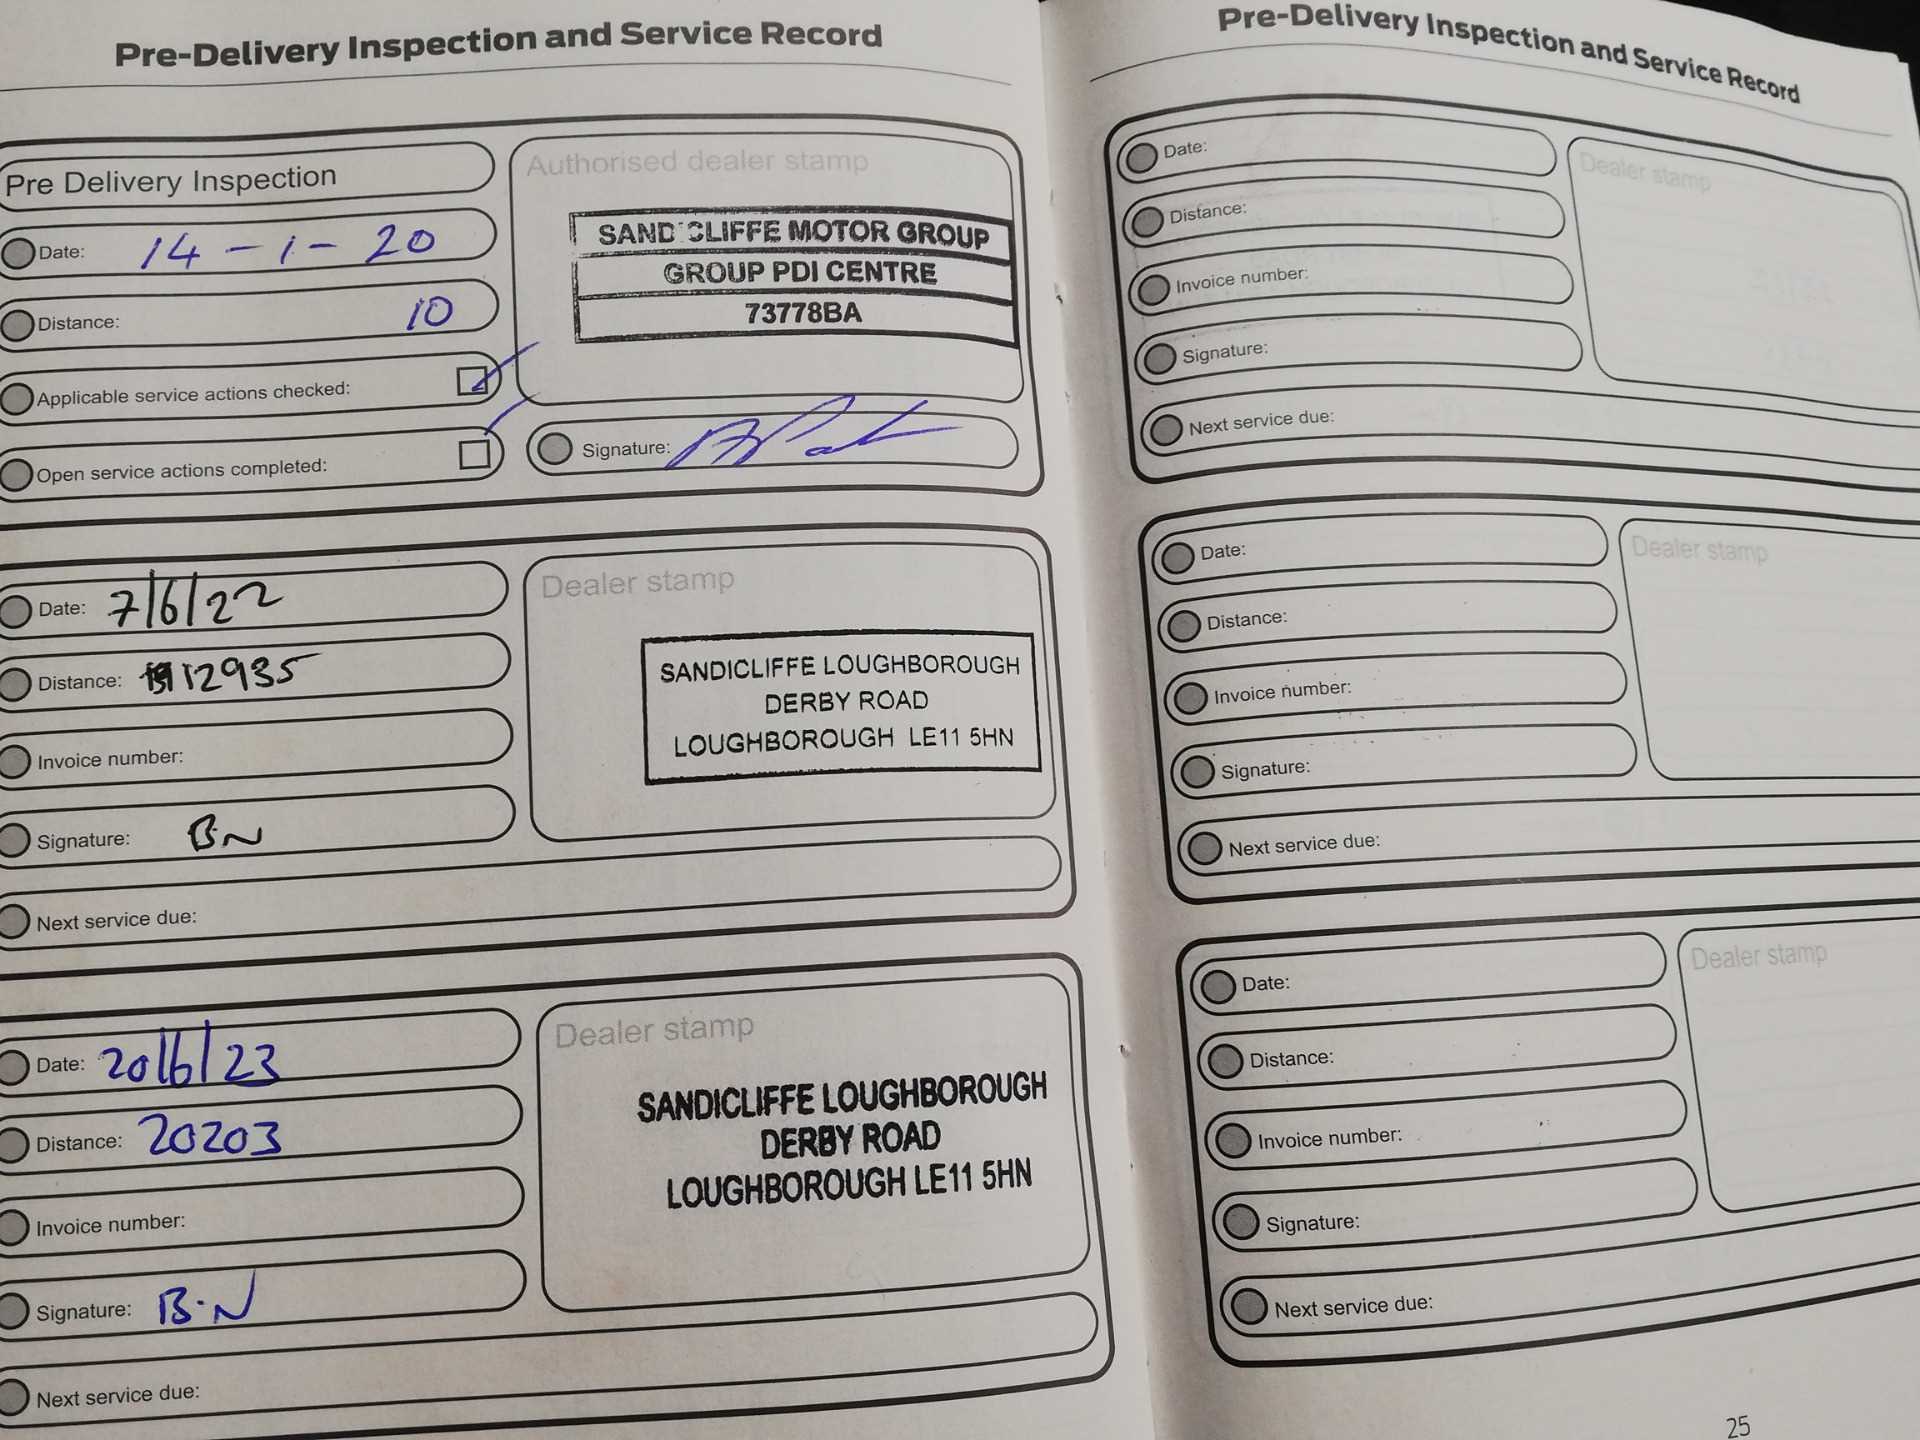 Pre-Delivery Inspection and Service Record
Pre Delivery Inspection
Date: 14-1-20
Distance: 10
Applicable service actions checked:
Open service actions completed:
Authorised dealer stamp
SANDICLIFFE MOTOR GROUP
GROUP PDI CENTRE
73778BA
Signature:
Date: 7/6/22
Distance: 12935
Invoice number:
Signature: B.N
Next service due:
Dealer stamp
SANDICLIFFE LOUGHBOROUGH
DERBY ROAD
LOUGHBOROUGH LE11 5HN
Date: 20/6/23
Distance: 20203
Invoice number:
Signature: B.N
Next service due:
Dealer stamp
SANDICLIFFE LOUGHBOROUGH
DERBY ROAD
LOUGHBOROUGH LE11 5HN
Pre-Delivery Inspection and Service Record
Date:
Distance:
Invoice number:
Signature:
Next service due:
Dealer stamp
Date:
Distance:
Invoice number:
Signature:
Next service due:
Dealer stamp
Date:
Distance:
Invoice number:
Signature:
Next service due:
Dealer stamp
25